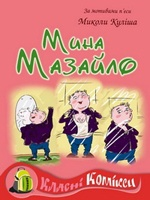 За мотивами п'єси
Миколи Куліша
Мина
Мазайло
Класні
Комікси